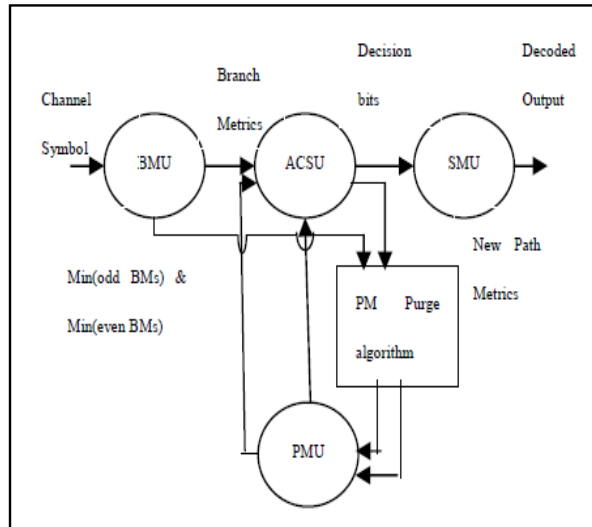 Channel
Symbol
Branch
Metrics
Decision
bits
Decoded
Output
BMU
ACSU
SMU
New Path
Metrics
Min(odd BMs) &
Min(even BMs)
PM Purge
algorithm
PMU